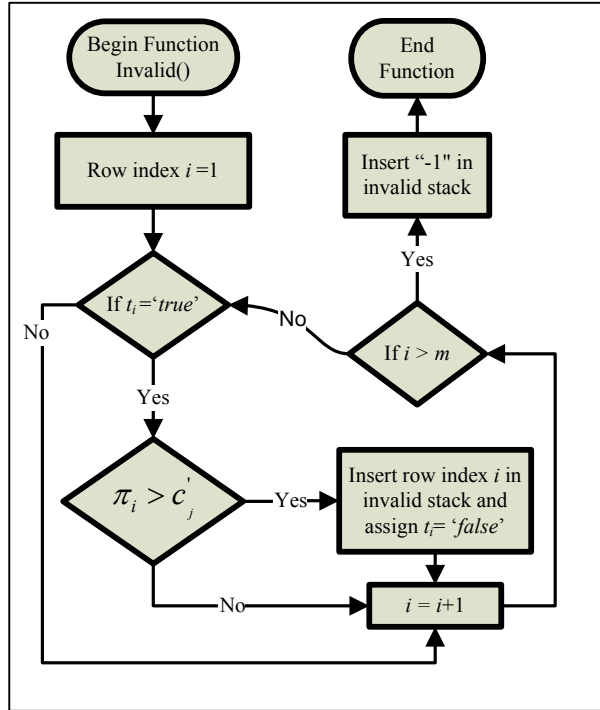 Begin Function
Invalid()
End
Function
Row index i =1
Insert “-1" in
invalid stack
Yes
If tᵢ =‘true’
No
No
If i > m
Yes
πᵢ > c'ⱼ
Yes
Insert row index i in
invalid stack and
assign tᵢ= ‘false’
No
i = i+1